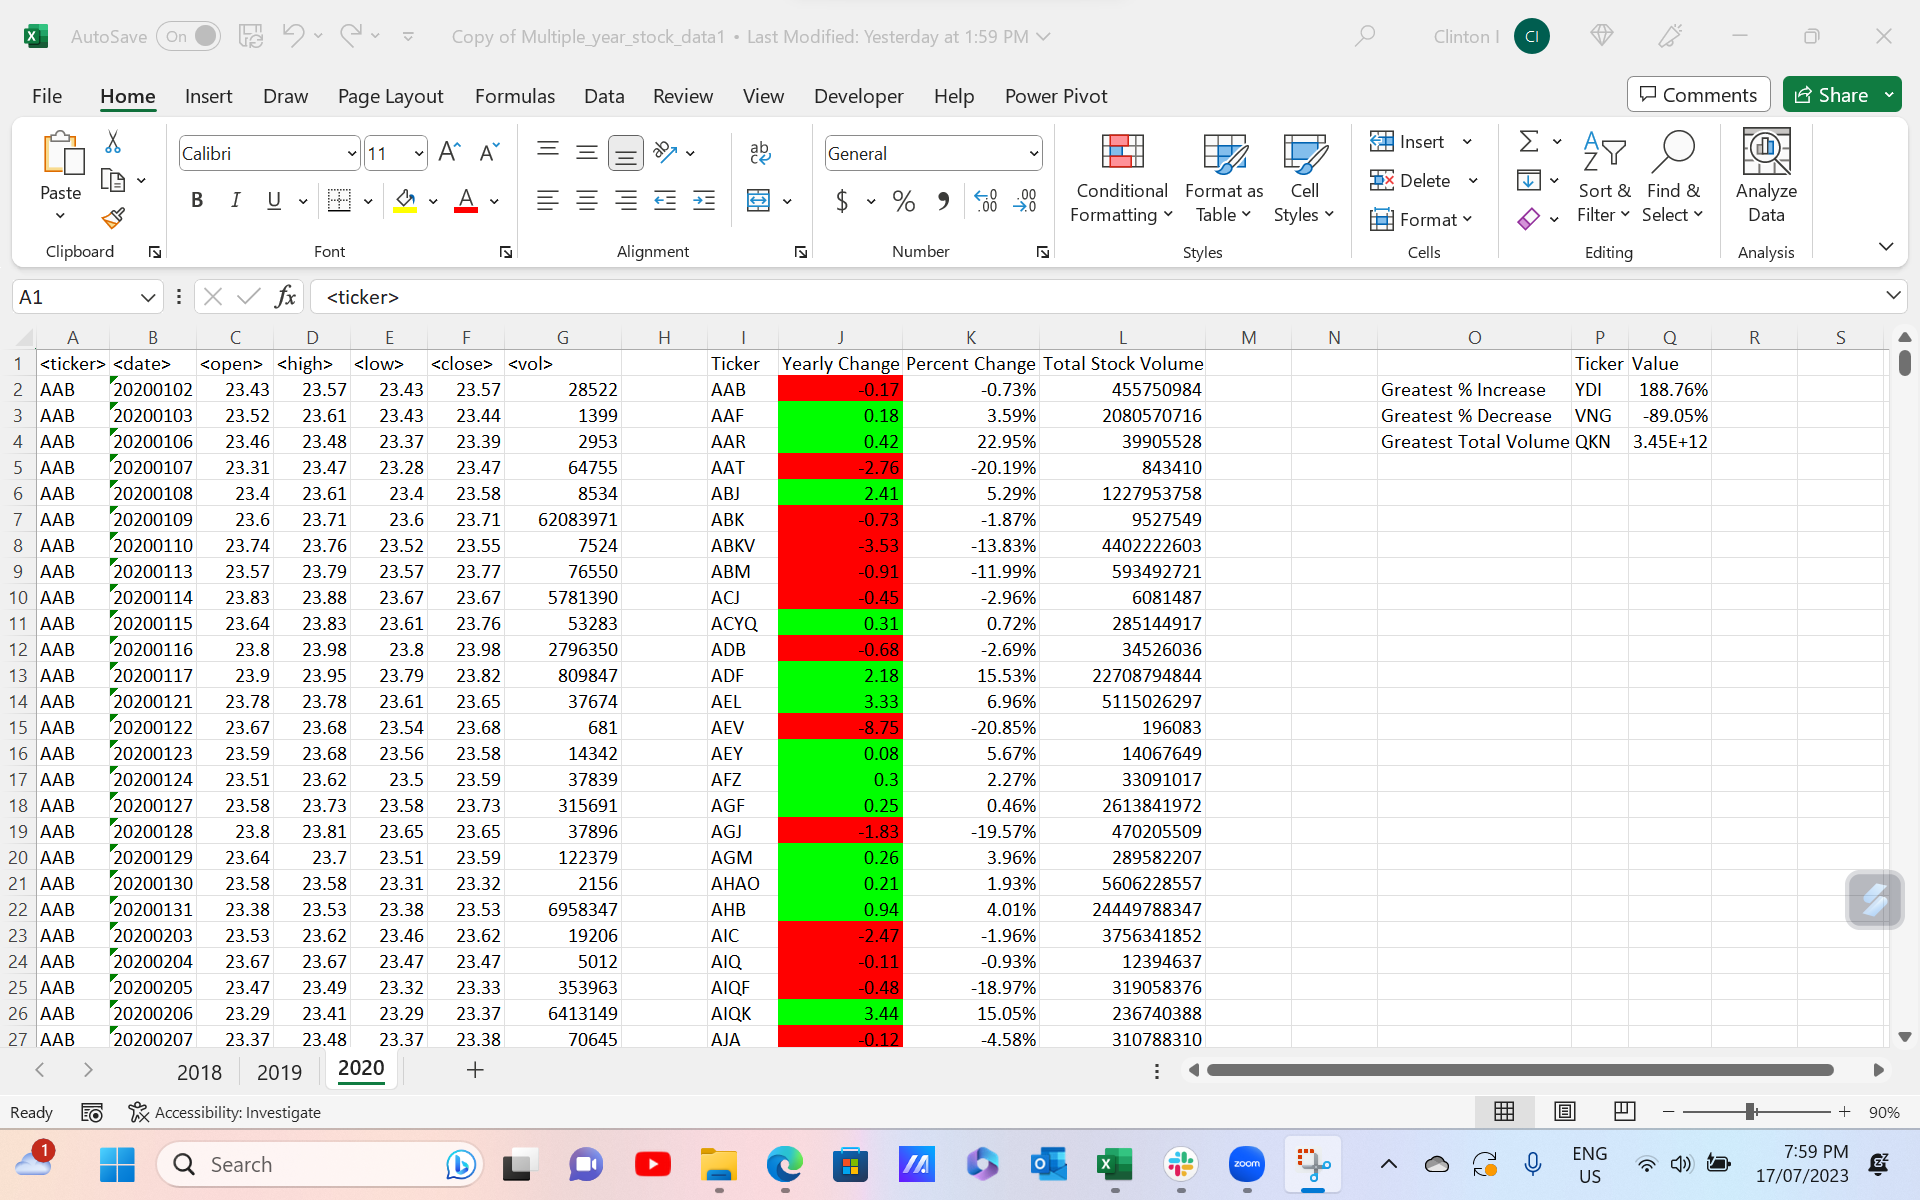 AutoSave On Copy of Multiple_year_stock_data1 • Last Modified: Yesterday at 1:59 PM Clinton I CI
File Home Insert Draw Page Layout Formulas Data Review View Developer Help Power Pivot Comments Share
Paste Calibri 11 General Conditional Formatting Format as Table Cell Styles Insert Delete Format Sort & Filter Find & Select Analyze Data
Clipboard Font Alignment Number Styles Cells Editing Analysis
A1 fx <ticker>
A B C D E F G H I J K L M N O P Q R S
1 <ticker> <date> <open> <high> <low> <close> <vol> Ticker Yearly Change Percent Change Total Stock Volume Ticker Value
2 AAB 20200102 23.43 23.57 23.43 23.57 28522 AAB -0.17 -0.73% 455750984 Greatest % Increase YDI 188.76%
3 AAB 20200103 23.52 23.61 23.43 23.44 1399 AAF 0.18 3.59% 2080570716 Greatest % Decrease VNG -89.05%
4 AAB 20200106 23.46 23.48 23.37 23.39 2953 AAR 0.42 22.95% 39905528 Greatest Total Volume QKN 3.45E+12
5 AAB 20200107 23.31 23.47 23.28 23.47 64755 AAT -2.76 -20.19% 843410
6 AAB 20200108 23.4 23.61 23.4 23.58 8534 ABJ 2.41 5.29% 1227953758
7 AAB 20200109 23.6 23.71 23.6 23.71 62083971 ABK -0.73 -1.87% 9527549
8 AAB 20200110 23.74 23.76 23.52 23.55 7524 ABKV -3.53 -13.83% 4402222603
9 AAB 20200113 23.57 23.79 23.57 23.77 76550 ABM -0.91 -11.99% 593492721
10 AAB 20200114 23.83 23.88 23.67 23.67 5781390 ACJ -0.45 -2.96% 6081487
11 AAB 20200115 23.64 23.83 23.61 23.76 53283 ACYQ 0.31 0.72% 285144917
12 AAB 20200116 23.8 23.98 23.8 23.98 2796350 ADB -0.68 -2.69% 34526036
13 AAB 20200117 23.9 23.95 23.79 23.82 809847 ADF 2.18 15.53% 22708794844
14 AAB 20200121 23.78 23.78 23.61 23.65 37674 AEL 3.33 6.96% 5115026297
15 AAB 20200122 23.67 23.68 23.54 23.68 681 AEV -8.75 -20.85% 196083
16 AAB 20200123 23.59 23.68 23.56 23.58 14342 AEY 0.08 5.67% 14067649
17 AAB 20200124 23.51 23.62 23.5 23.59 37839 AFZ 0.3 2.27% 33091017
18 AAB 20200127 23.58 23.73 23.58 23.73 315691 AGF 0.25 0.46% 2613841972
19 AAB 20200128 23.8 23.81 23.65 23.65 37896 AGJ -1.83 -19.57% 470205509
20 AAB 20200129 23.64 23.7 23.51 23.59 122379 AGM 0.26 3.96% 289582207
21 AAB 20200130 23.58 23.58 23.31 23.32 2156 AHAO 0.21 1.93% 5606228557
22 AAB 20200131 23.38 23.53 23.38 23.53 6958347 AHB 0.94 4.01% 24449788347
23 AAB 20200203 23.53 23.62 23.46 23.62 19206 AIC -2.47 -1.96% 3756341852
24 AAB 20200204 23.67 23.67 23.47 23.47 5012 AIQ -0.11 -0.93% 12394637
25 AAB 20200205 23.47 23.49 23.32 23.33 353963 AIQF -0.48 -18.97% 319058376
26 AAB 20200206 23.29 23.41 23.29 23.37 6413149 AIQK 3.44 15.05% 236740388
27 AAB 20200207 23.37 23.48 23.37 23.38 70645 AJA -0.12 -4.58% 310788310
2018 2019 2020
Ready Accessibility: Investigate 90%
1 Search zoom ENG US 7:59 PM 17/07/2023